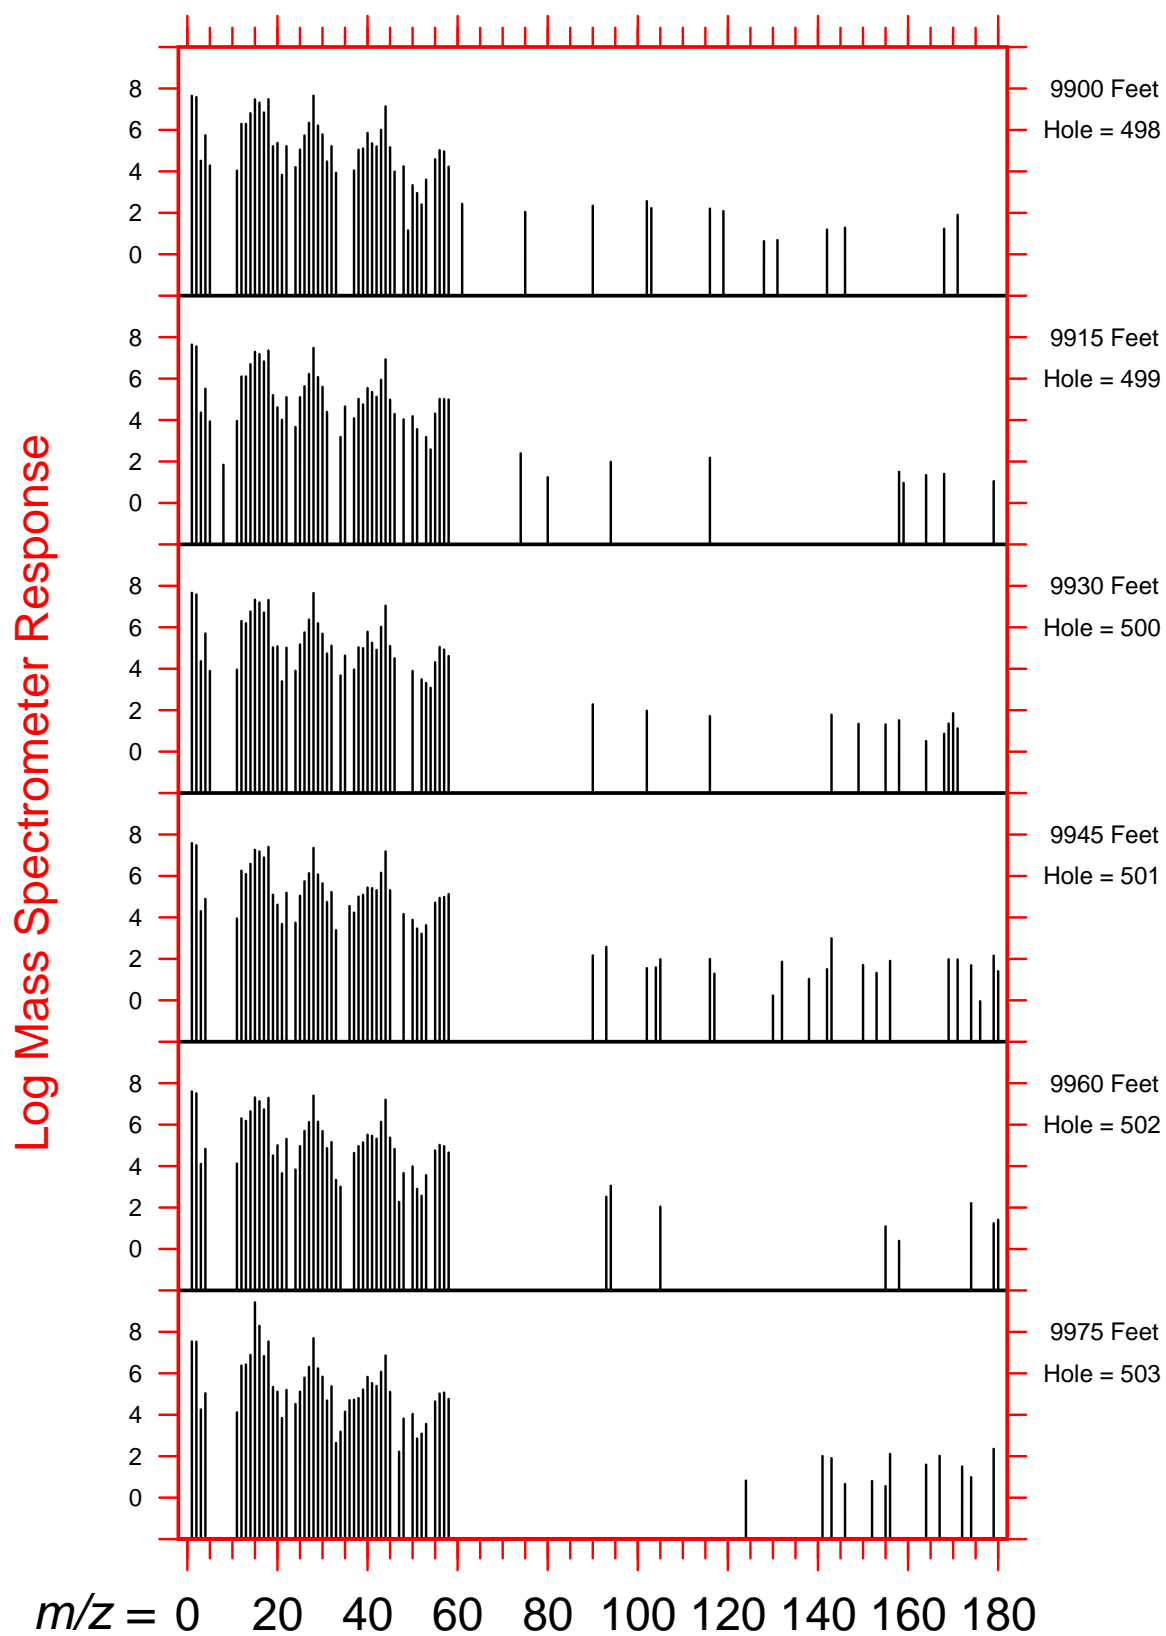 8 9900 Feet
6 Hole = 498
4
2
0
8 9915 Feet
6 Hole = 499
4
2
0
8 9930 Feet
6 Hole = 500
4
2
0
8 9945 Feet
6 Hole = 501
4
2
0
8 9960 Feet
6 Hole = 502
4
2
0
8 9975 Feet
6 Hole = 503
4
2
0
Log Mass Spectrometer Response
m/z = 0 20 40 60 80 100 120 140 160 180